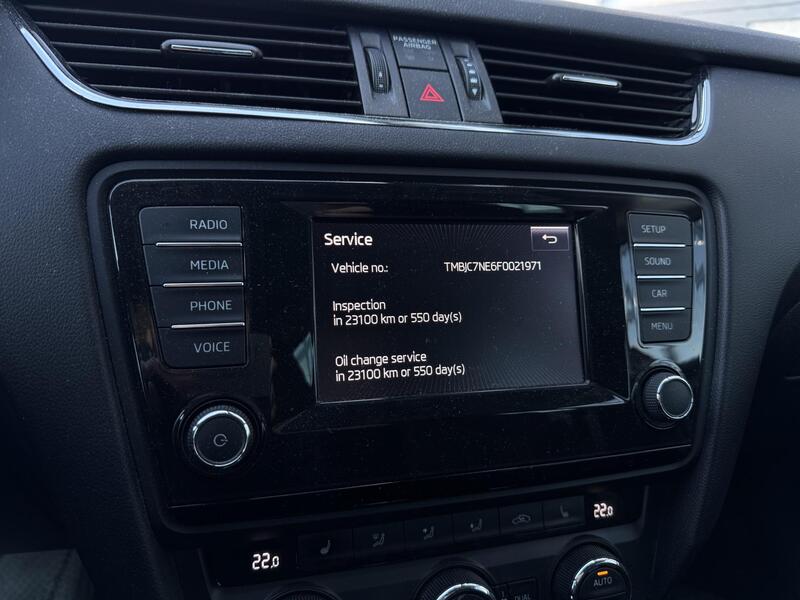 PASSENGER
AIRBAG
RADIO
MEDIA
PHONE
VOICE
Service
Vehicle no.: TMBJC7NE6F0021971
Inspection
in 23100 km or 550 day(s)
Oil change service
in 23100 km or 550 day(s)
SETUP
SOUND
CAR
MENU
22.0
22.0
AUTO
DUAL